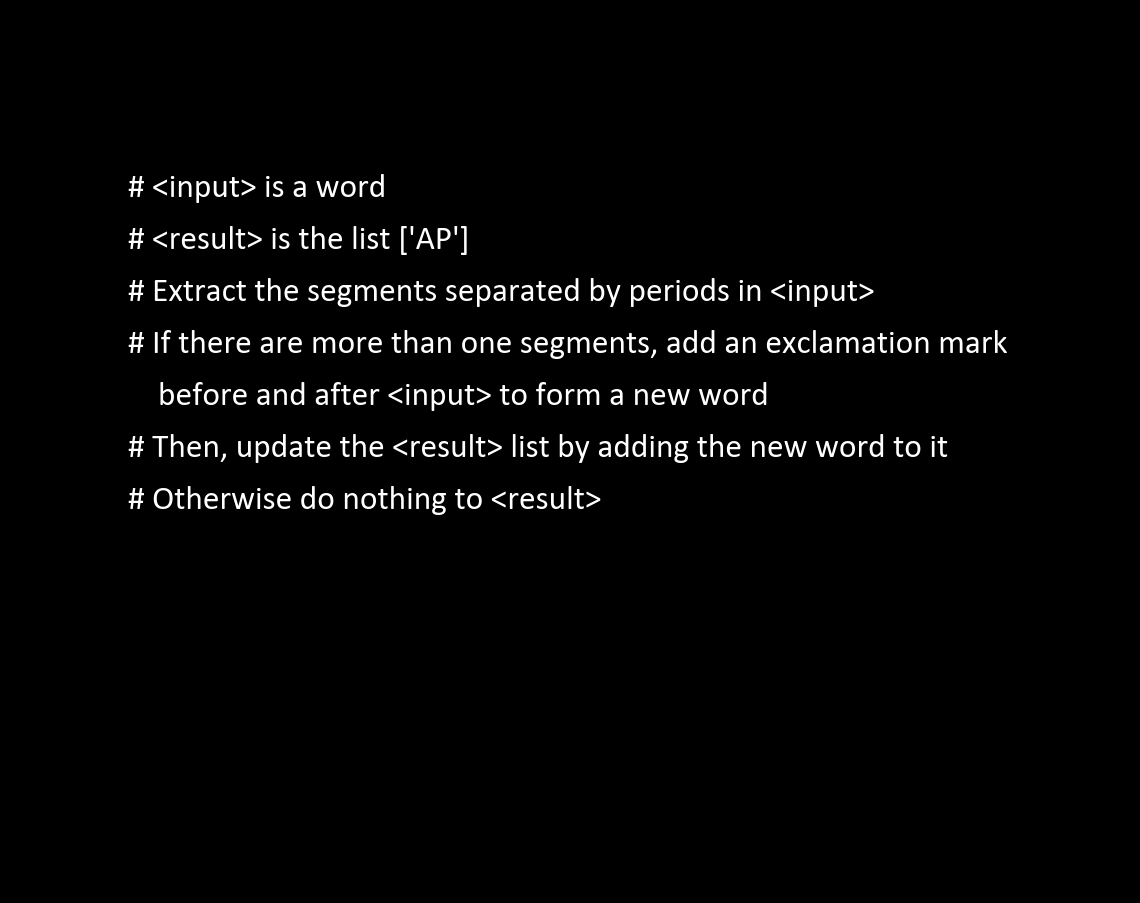 # <input> is a word
# <result> is the list ['AP']
# Extract the segments separated by periods in <input>
# If there are more than one segments, add an exclamation mark
before and after <input> to form a new word
# Then, update the <result> list by adding the new word to it
# Otherwise do nothing to <result>